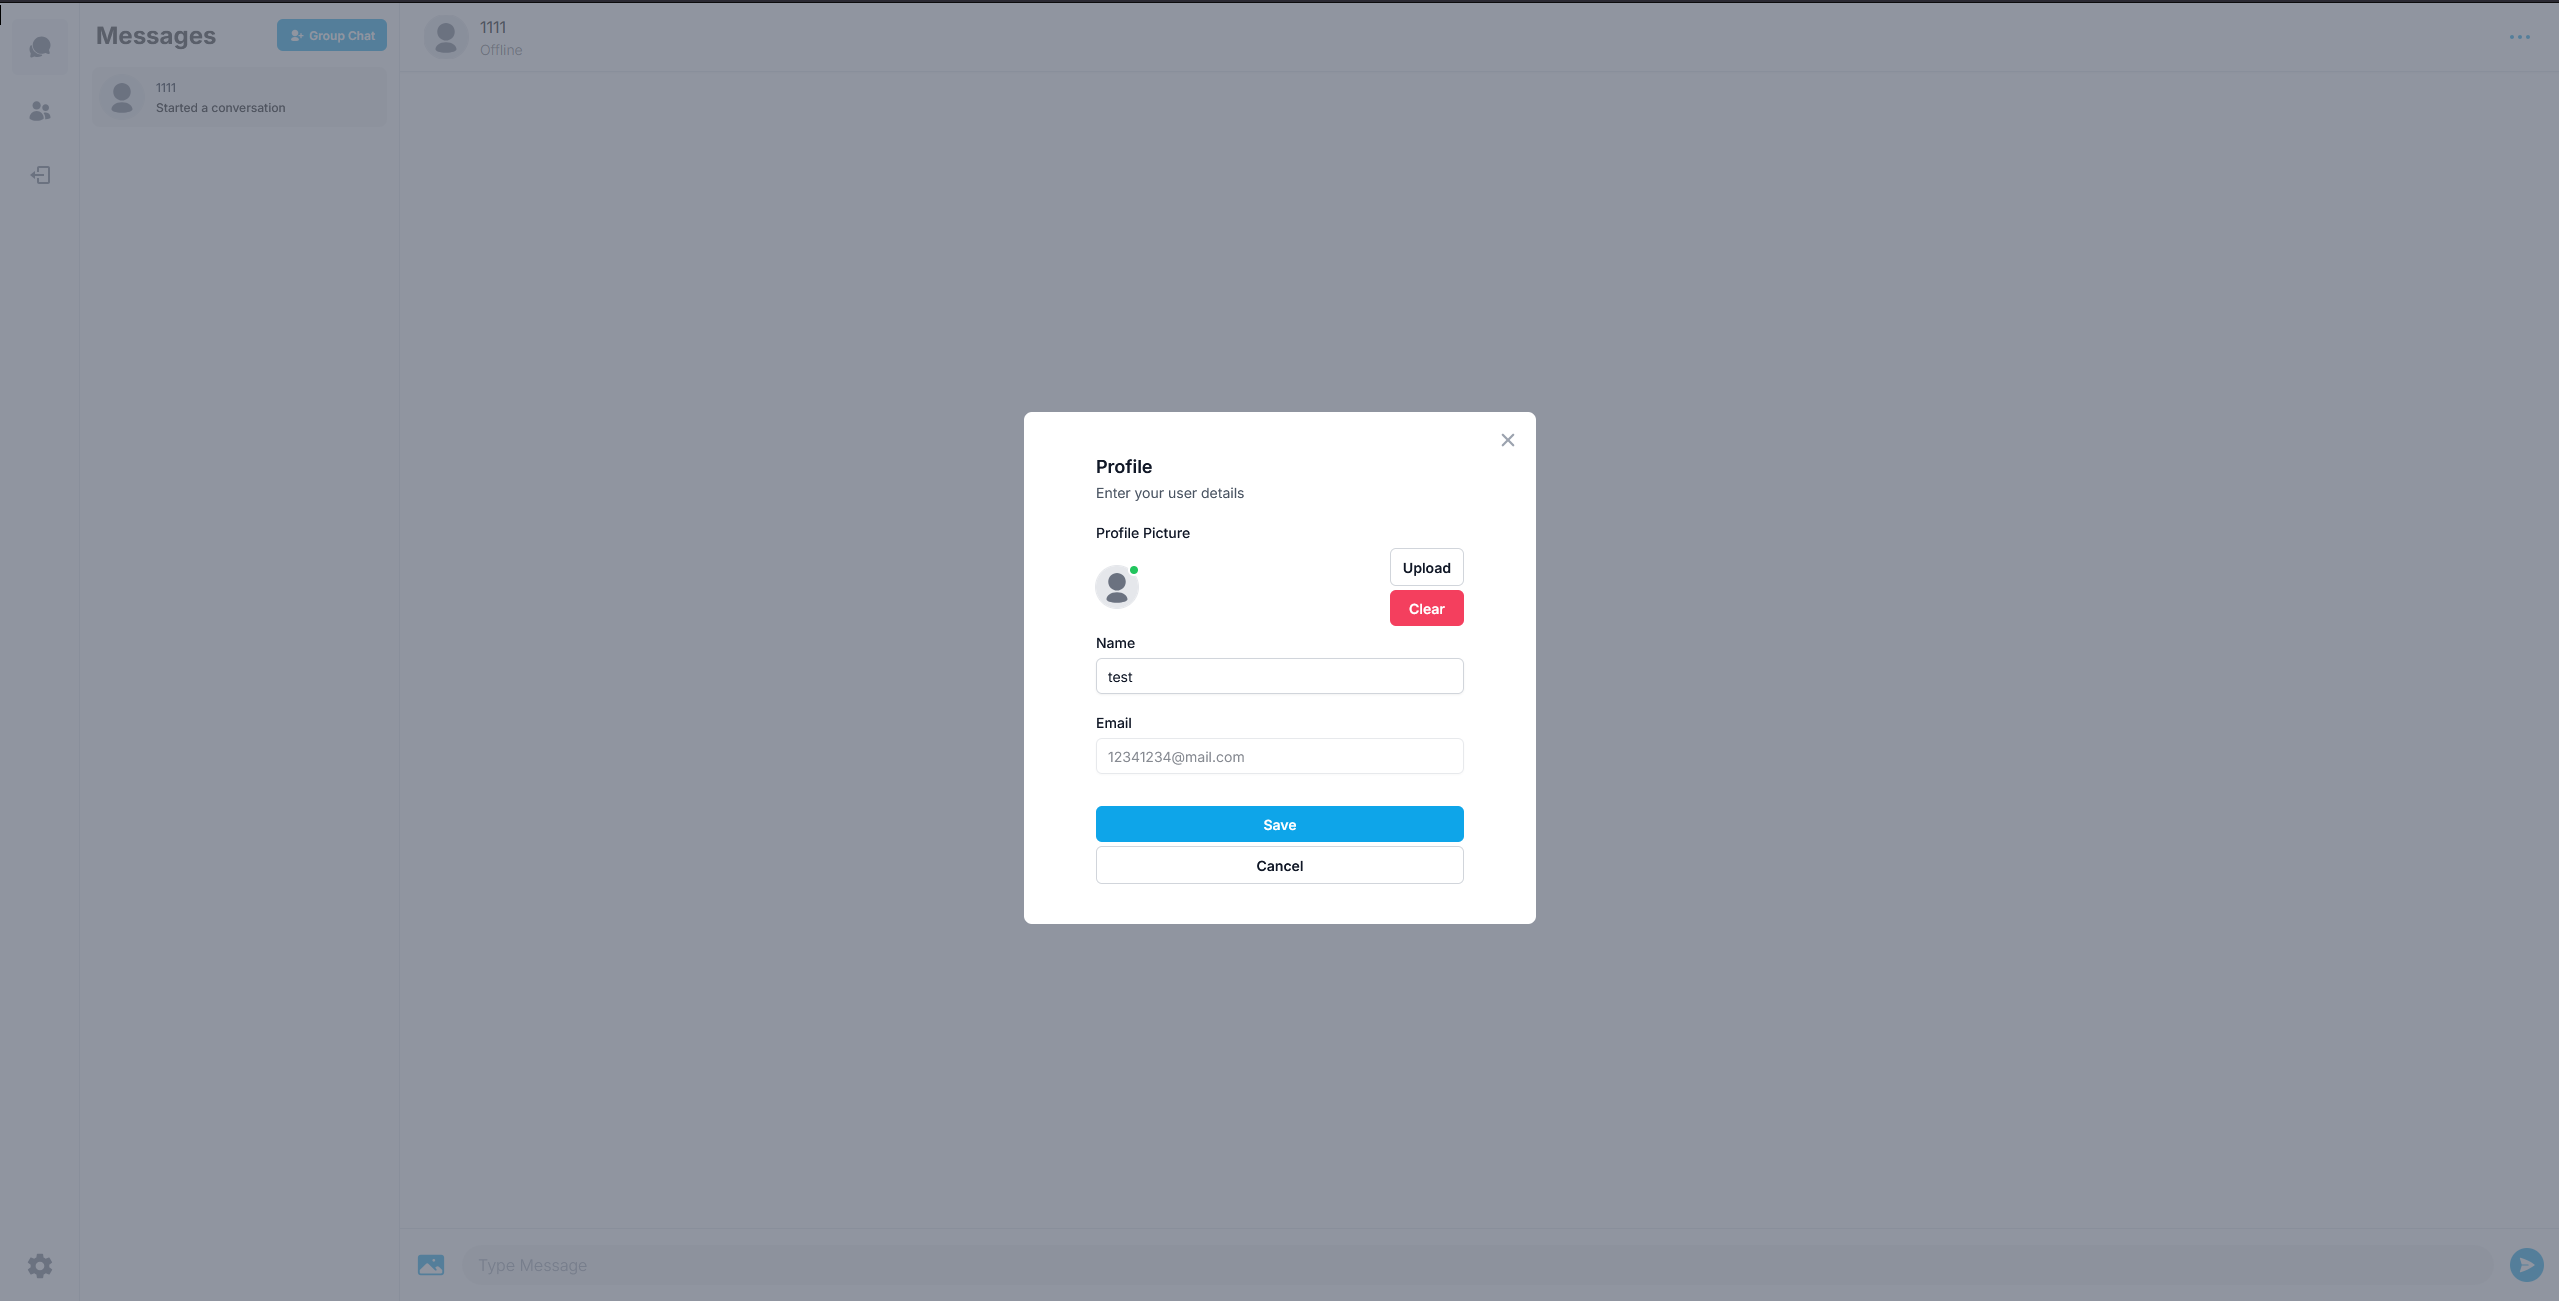 Messages
Group Chat
1111
Started a conversation
1111
Offline
Profile
Enter your user details
Profile Picture
Upload
Clear
Name
test
Email
12341234@mail.com
Save
Cancel
Type Message